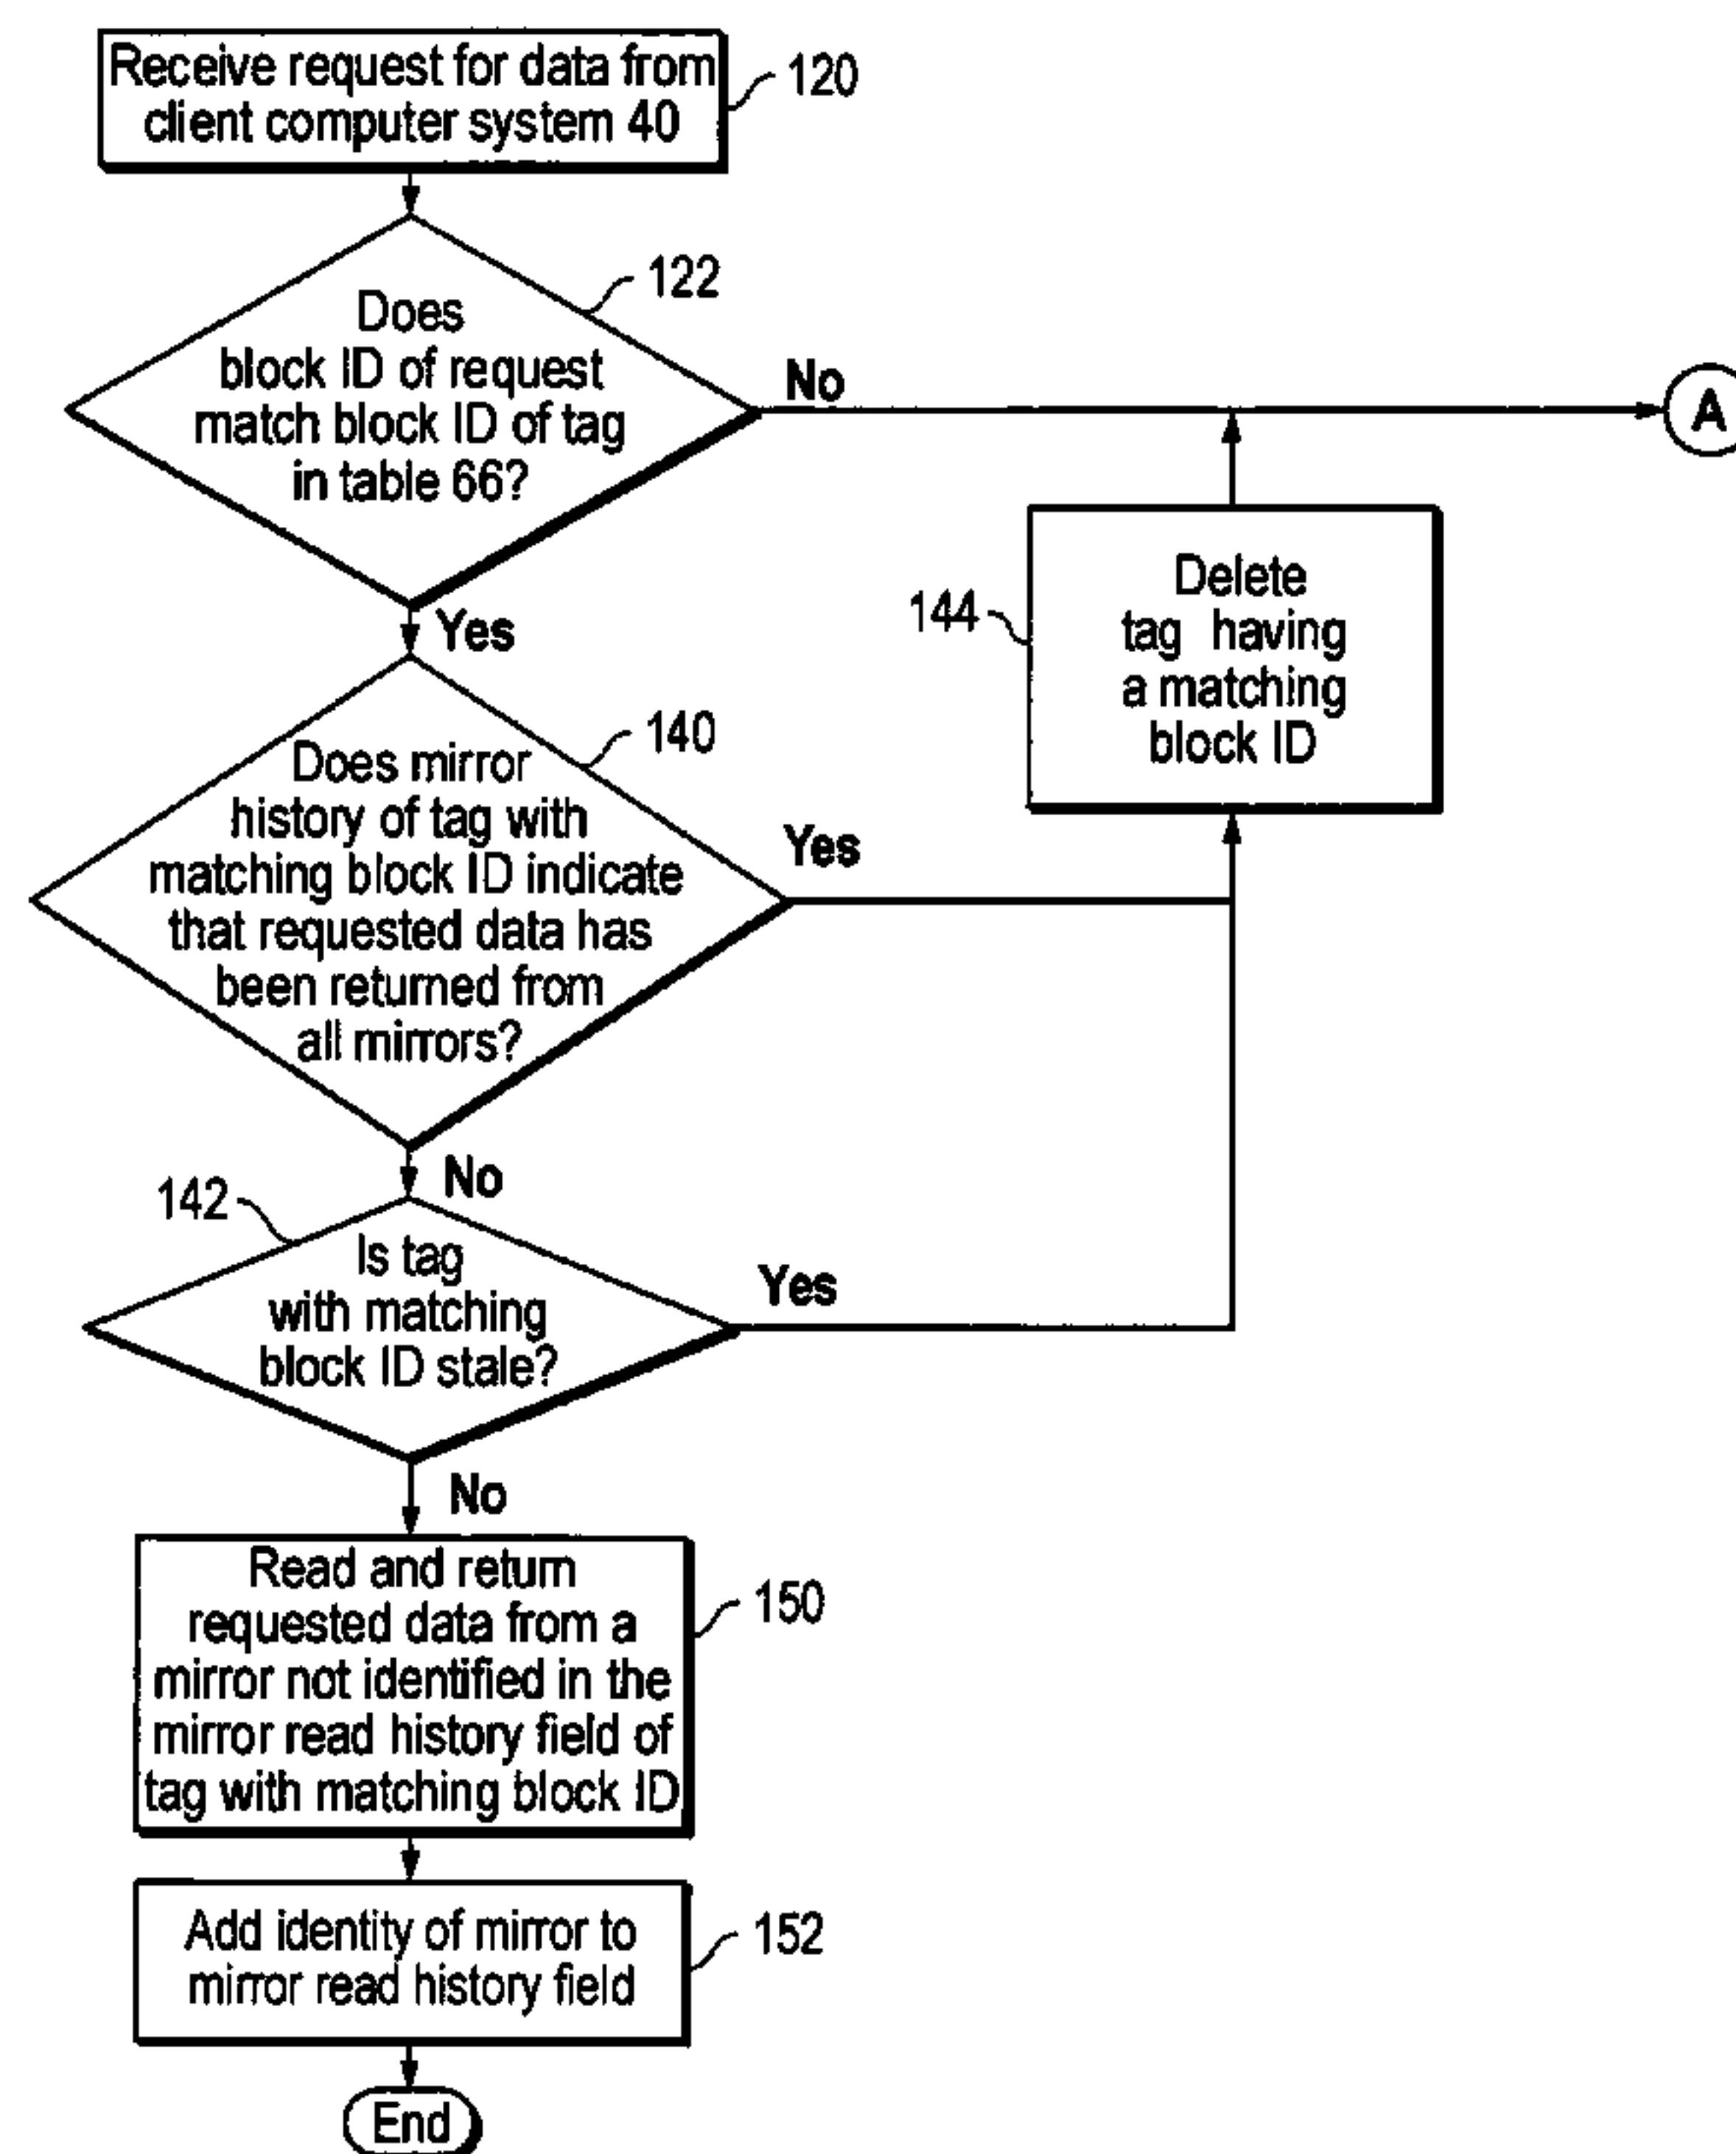 Receive request for data from
client computer system 40
120
Does
block ID of request
match block ID of tag
in table 66?
122
No
A
Yes
Delete
tag having
a matching
block ID
144
Does mirror
history of tag with
matching block ID indicate
that requested data has
been returned from
all mirrors?
140
Yes
No
142
Is tag
with matching
block ID stale?
Yes
No
Read and return
requested data from a
mirror not identified in the
mirror read history field of
tag with matching block ID
150
Add identity of mirror to
mirror read history field
152
End